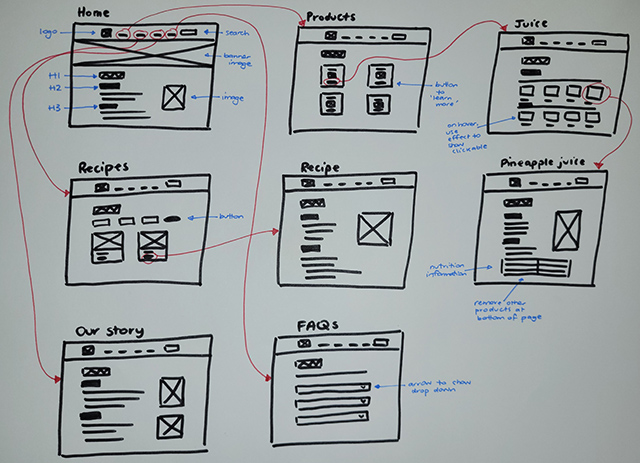 Home
logo
search
banner
image
H1
H2
H3
image
Products
button
to
'learn
more'
Juice
on hover,
use
effect to
show
clickable
Recipes
button
Recipe
Pineapple juice
nutrition
information
remove other
products at
bottom of page
Our story
FAQs
arrow to show
drop down